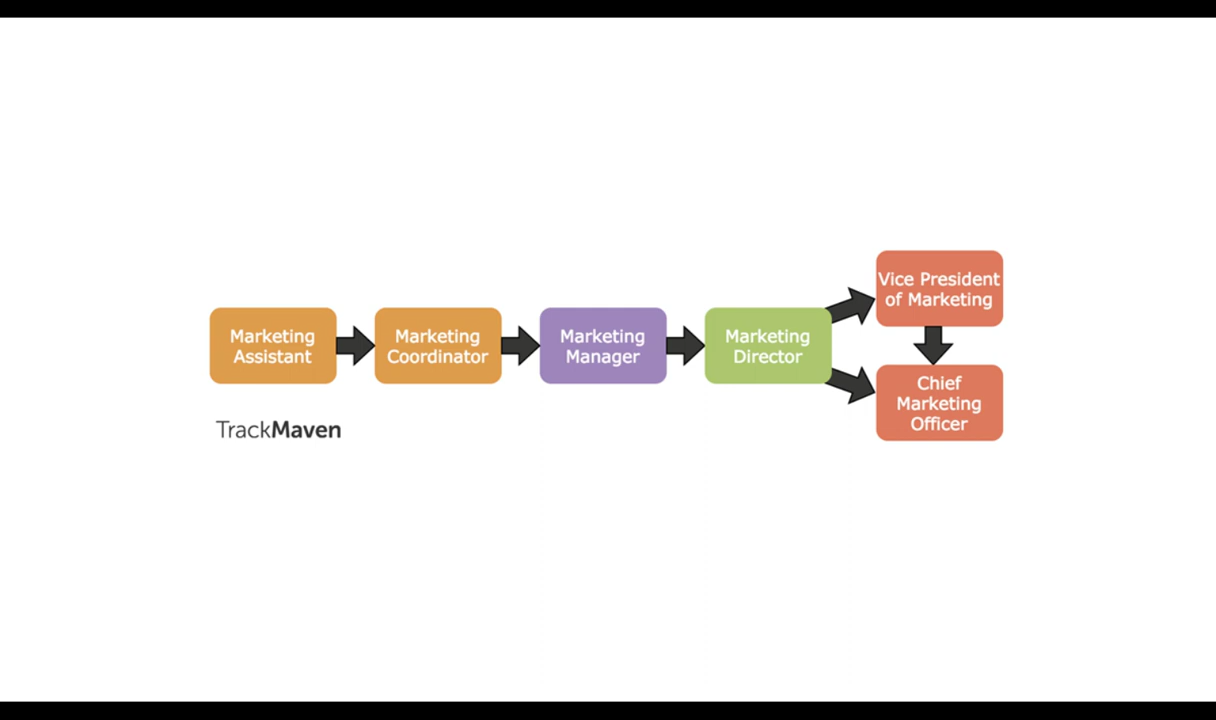 Marketing
Assistant
Marketing
Coordinator
Marketing
Manager
Marketing
Director
Vice President
of Marketing
Chief
Marketing
Officer
TrackMaven